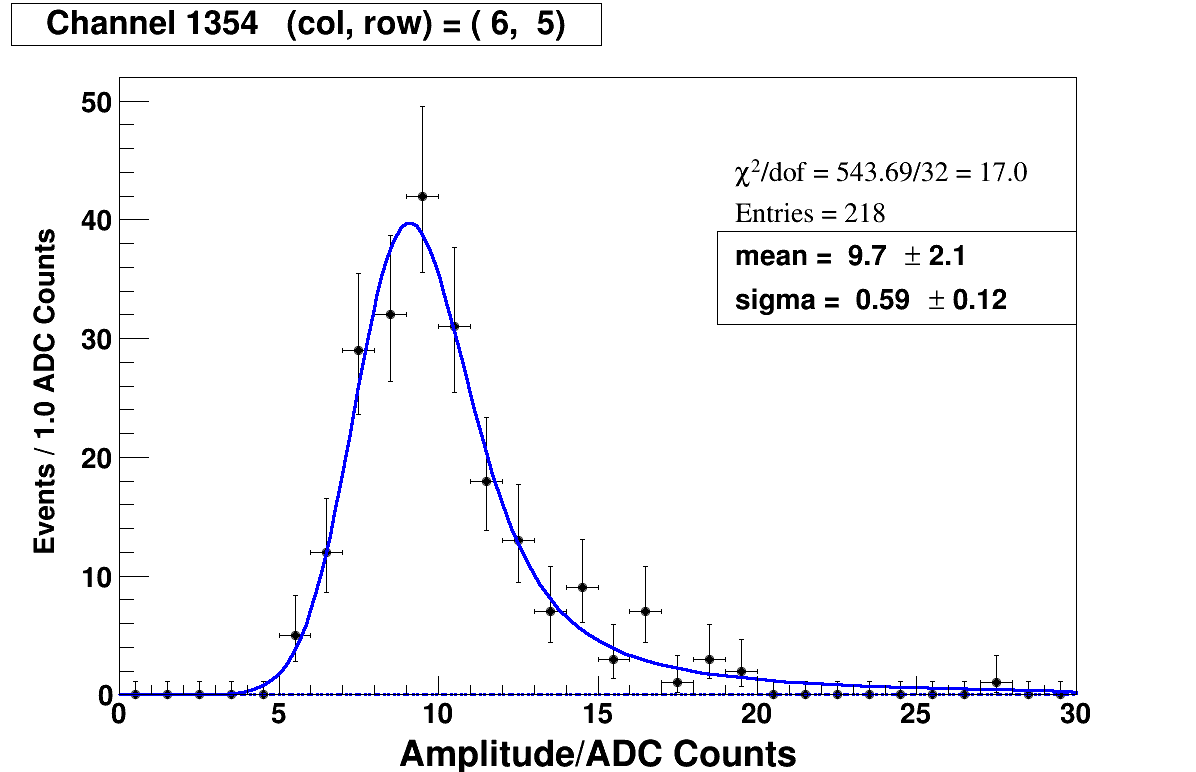 Channel 1354 (col, row) = ( 6, 5)
50
40
30
20
10
0
Events / 1.0 ADC Counts
χ²/dof = 543.69/32 = 17.0
Entries = 218
mean = 9.7 ± 2.1
sigma = 0.59 ± 0.12
0 5 10 15 20 25 30
Amplitude/ADC Counts